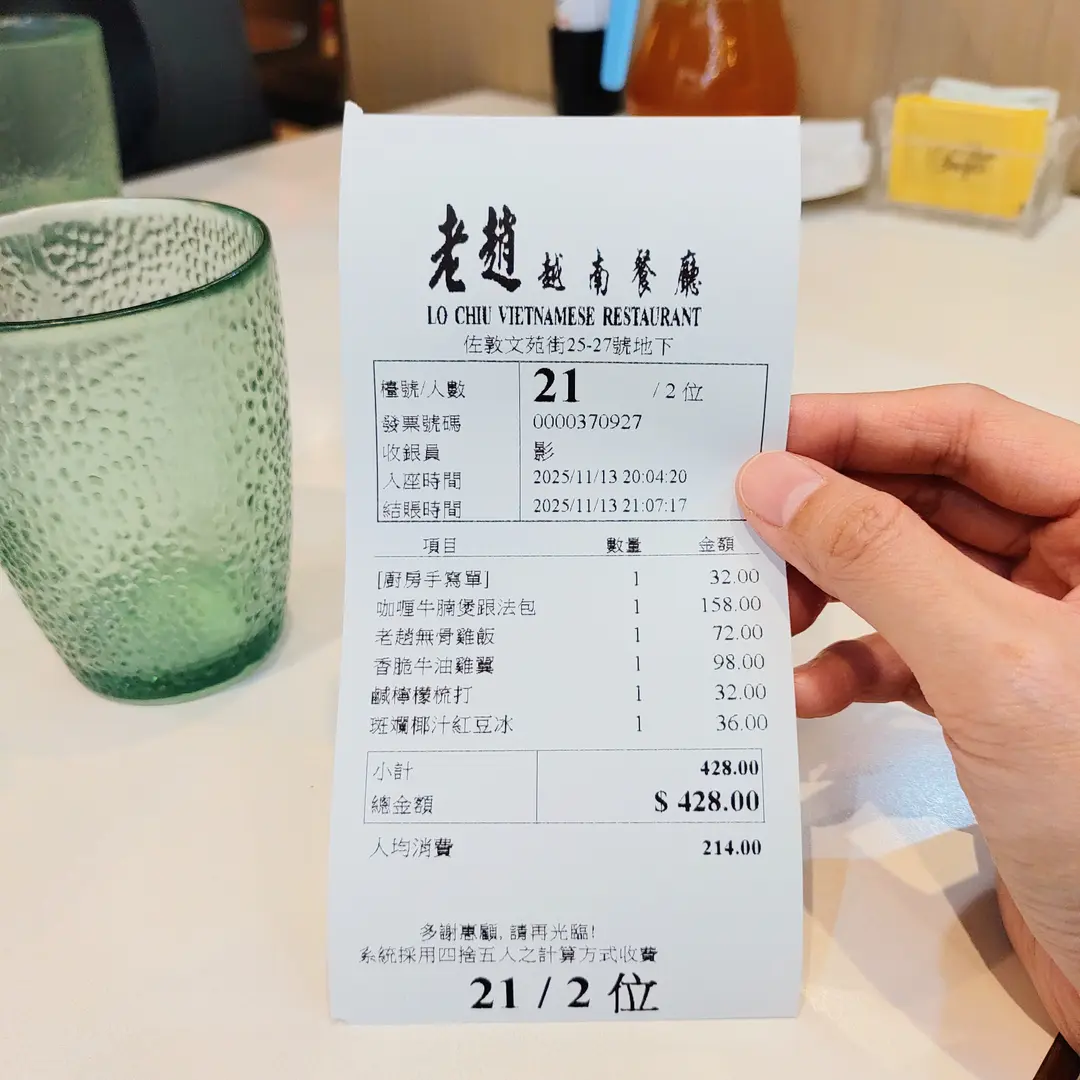 老趙越南餐廳
LO CHIU VIETNAMESE RESTAURANT
佐敦文苑街25-27號地下
檯號/人數 21 / 2 位
發票號碼 0000370927
收銀員 影
入座時間 2025/11/13 20:04:20
結賬時間 2025/11/13 21:07:17
項目 數量 金額
[廚房手寫單] 1 32.00
咖喱牛腩煲跟法包 1 158.00
老趙無骨雞飯 1 72.00
香脆牛油雞翼 1 98.00
鹹檸檬梳打 1 32.00
斑斕椰汁紅豆冰 1 36.00
小計 428.00
總金額 $ 428.00
人均消費 214.00
多謝惠顧, 請再光臨!
系統採用四捨五入之計算方式收費
21 / 2 位